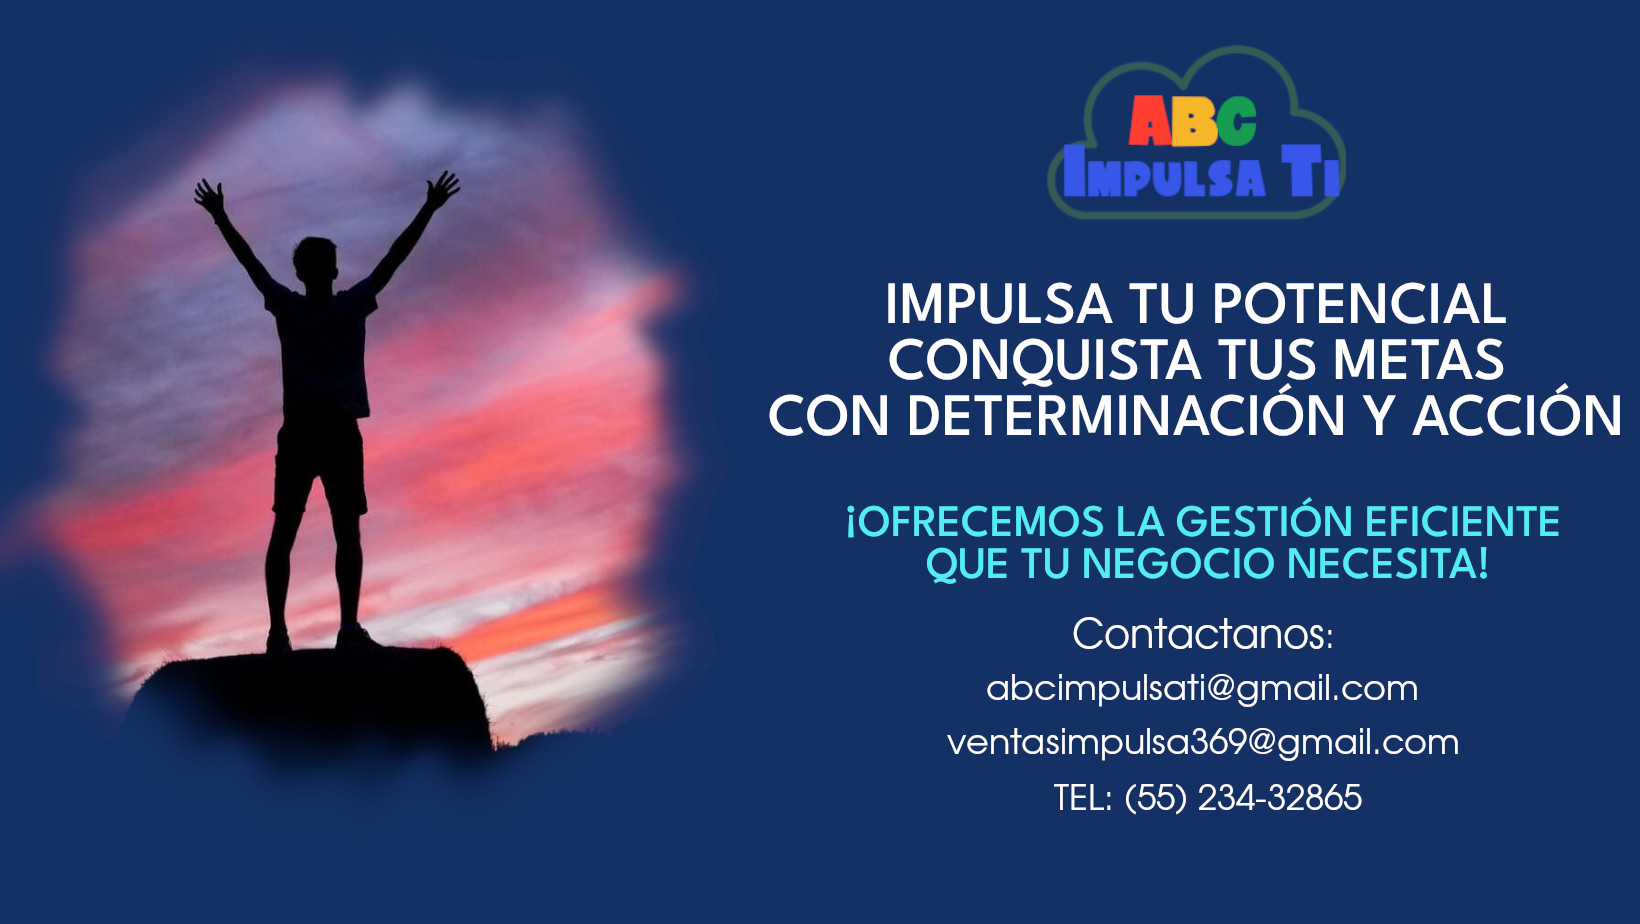 ABC
IMPULSA TI
IMPULSA TU POTENCIAL
CONQUISTA TUS METAS
CON DETERMINACIÓN Y ACCIÓN
¡OFRECEMOS LA GESTIÓN EFICIENTE
QUE TU NEGOCIO NECESITA!
Contactanos:
abcimpulsati@gmail.com
ventasimpulsa369@gmail.com
TEL: (55) 234-32865